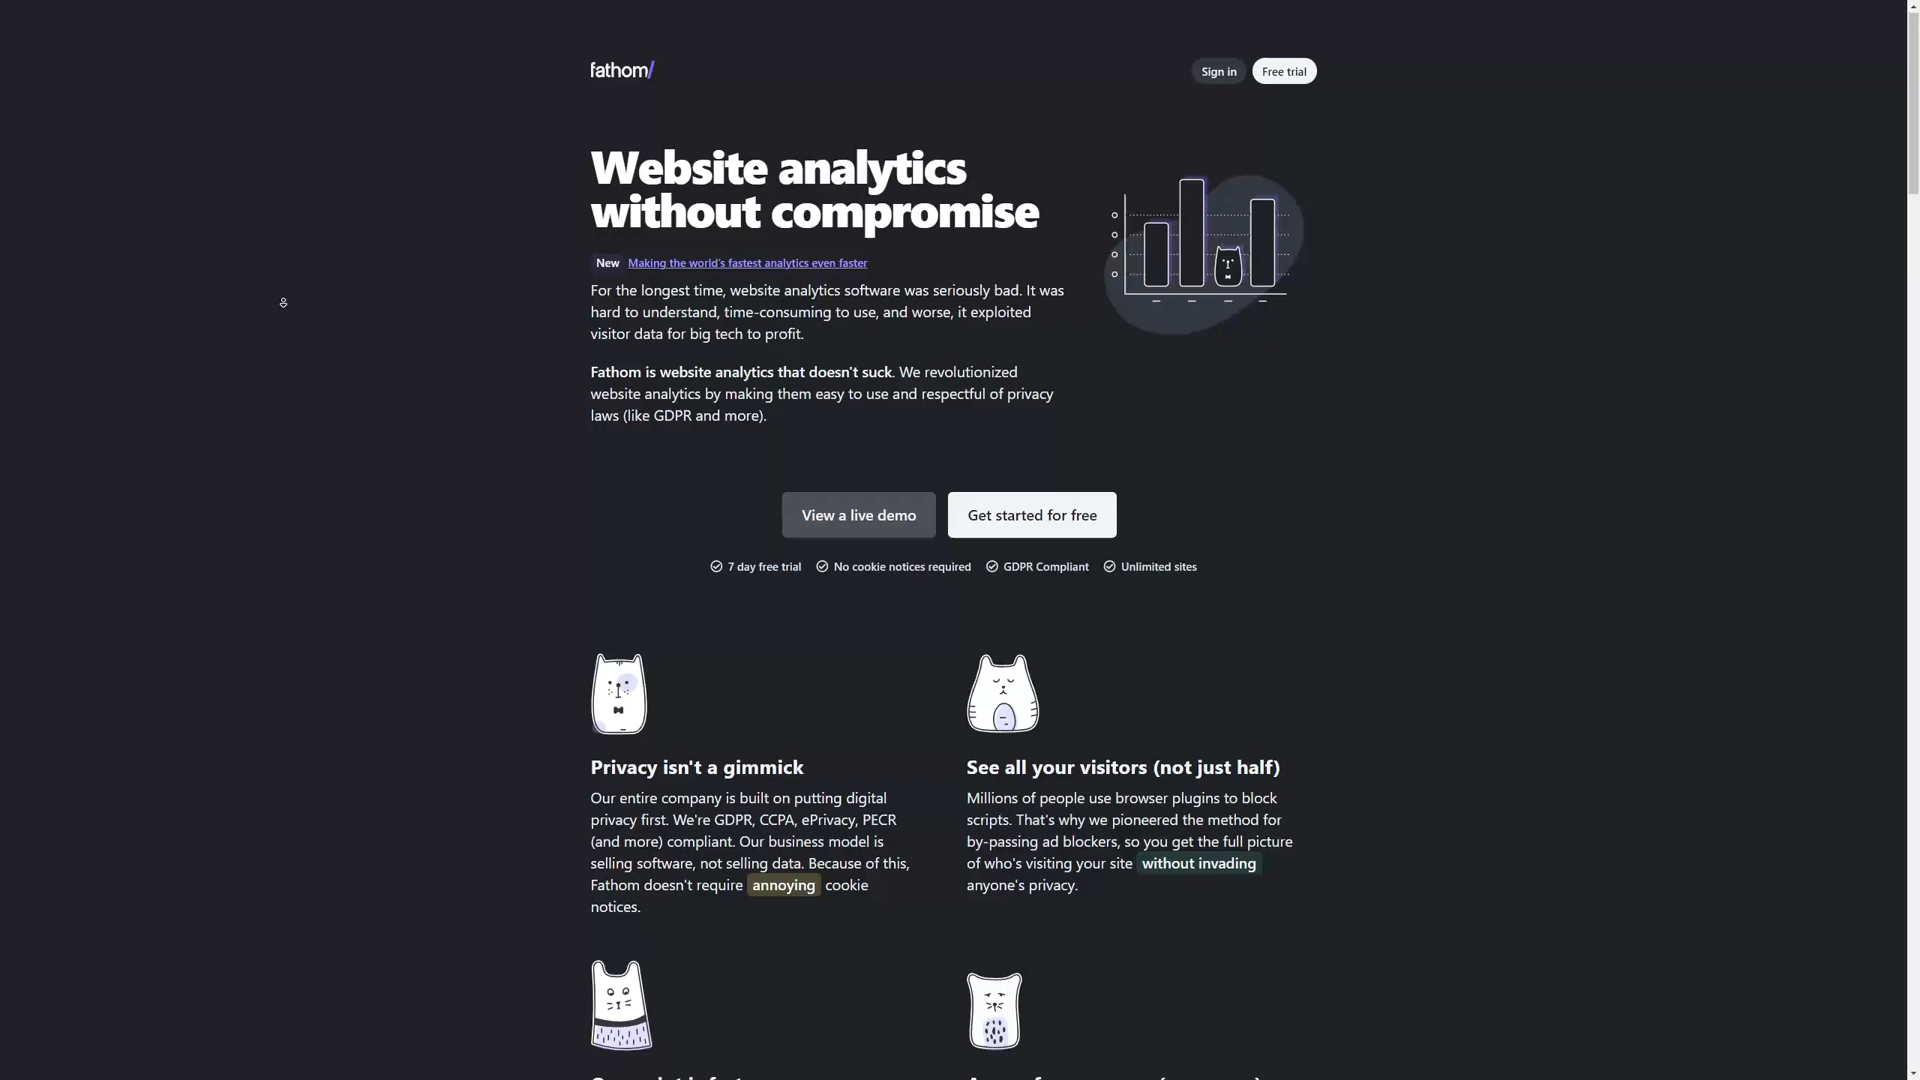 fathom/
Sign in
Free trial
Website analytics
without compromise
New Making the world's fastest analytics even faster
For the longest time, website analytics software was seriously bad. It was
hard to understand, time-consuming to use, and worse, it exploited
visitor data for big tech to profit.
Fathom is website analytics that doesn't suck. We revolutionized
website analytics by making them easy to use and respectful of privacy
laws (like GDPR and more).
View a live demo
Get started for free
7 day free trial
No cookie notices required
GDPR Compliant
Unlimited sites
Privacy isn't a gimmick
Our entire company is built on putting digital
privacy first. We're GDPR, CCPA, ePrivacy, PECR
(and more) compliant. Our business model is
selling software, not selling data. Because of this,
Fathom doesn't require annoying cookie
notices.
See all your visitors (not just half)
Millions of people use browser plugins to block
scripts. That's why we pioneered the method for
by-passing ad blockers, so you get the full picture
of who's visiting your site without invading
anyone's privacy.